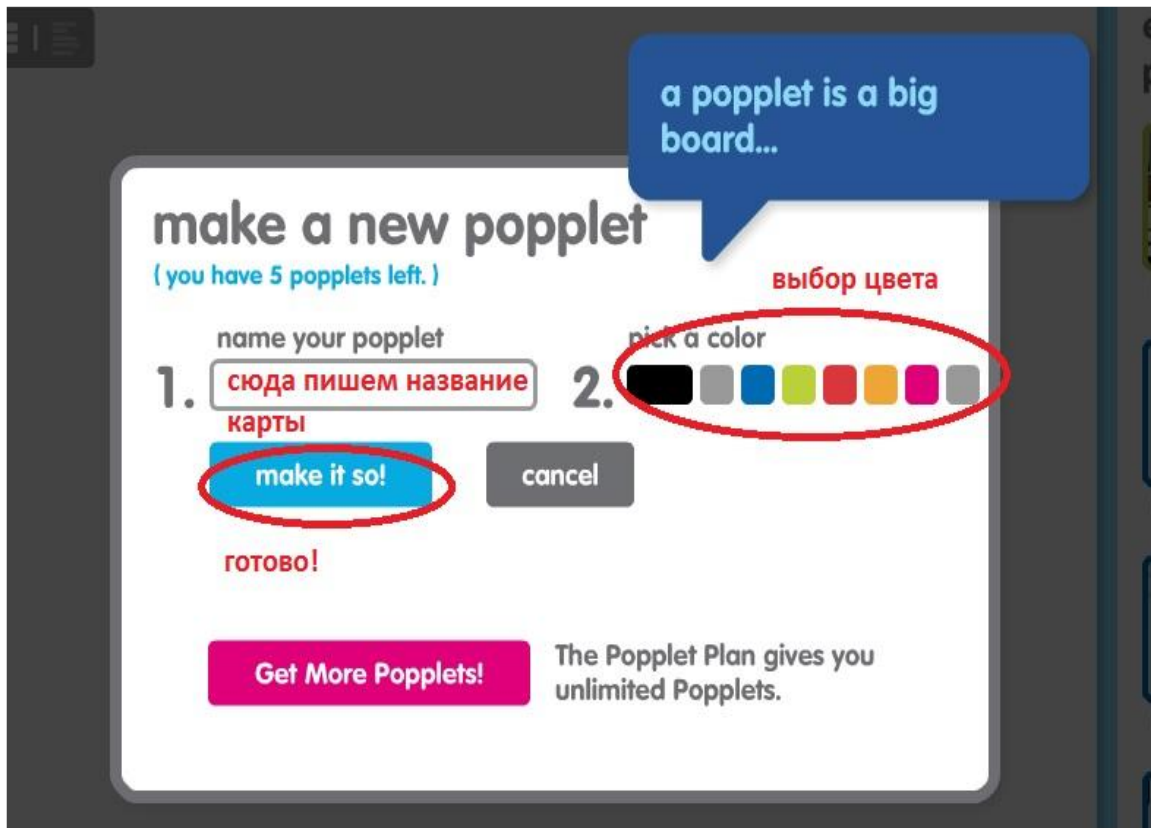 a popplet is a big
board...
make a new popplet
( you have 5 popplets left. )
выбор цвета
name your popplet
pick a color
1.
сюда пишем название
2.
карты
make it so!
cancel
готово!
Get More Popplets!
The Popplet Plan gives you
unlimited Popplets.